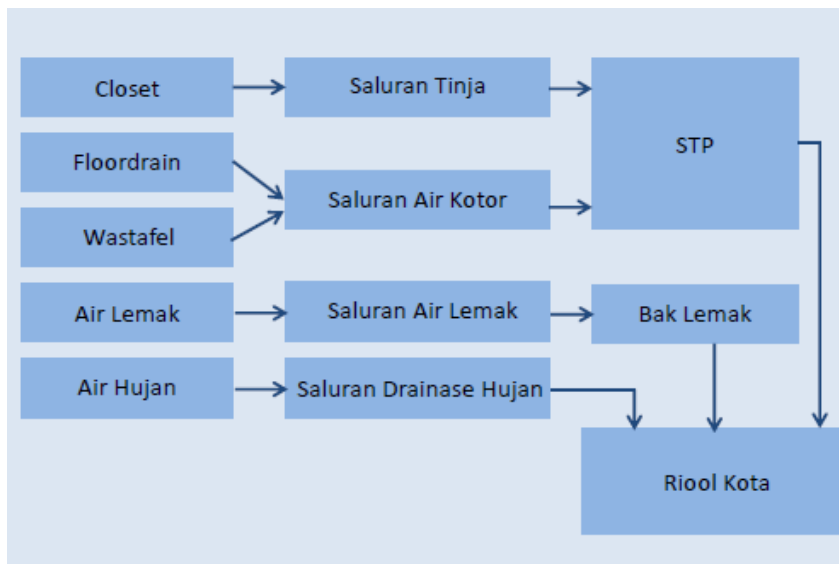 Closet
Saluran Tinja
STP
Floordrain
Saluran Air Kotor
Wastafel
Air Lemak
Saluran Air Lemak
Bak Lemak
Air Hujan
Saluran Drainase Hujan
Riool Kota